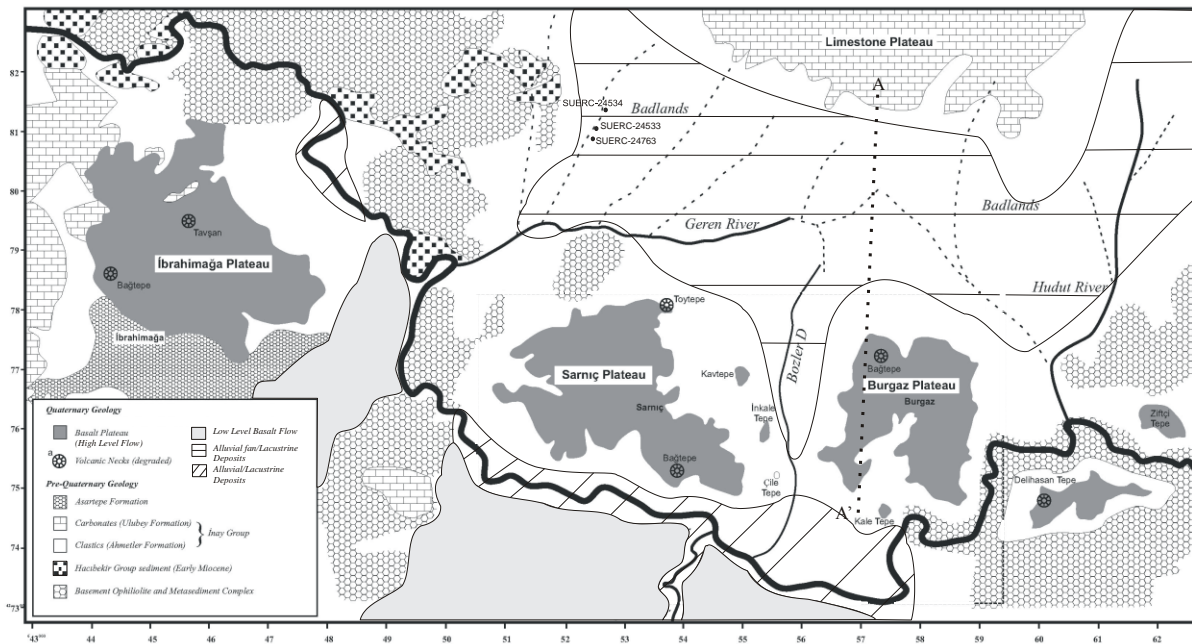 Limestone Plateau
A
82
SUERC-24534
Badlands
SUERC-24533
81
SUERC-24763
80
Badlands
Tavşan
Geren River
79
İbrahimağa Plateau
Bağtepe
Hudut River
Toytepe
78
İbrahimağa
Bozler D
77
Bağtepe
Sarnıç Plateau
Kavtepe
Burgaz Plateau
Burgaz
Sarnıç
İnkale
Tepe
Ziftçi
Tepe
76
Bağtepe
Çile
Tepe
Delihasan Tepe
75
A'
Kale Tepe
74
Quaternary Geology
Basalt Plateau
(High Level Flow)
a
Volcanic Necks (degraded)
Low Level Basalt Flow
Alluvial fan/Lacustrine
Deposits
Alluvial/Lacustrine
Deposits
Pre-Quaternary Geology
Asartepe Formation
Carbonates (Ulubey Formation)
Inay Group
Clastics (Ahmetler Formation)
Hacıbekir Group sediment (Early Miocene)
Basement Ophiliolite and Metasediment Complex
44 45 46 47 48 49 50 51 52 53 54 55 56 57 58 59 60 61 62